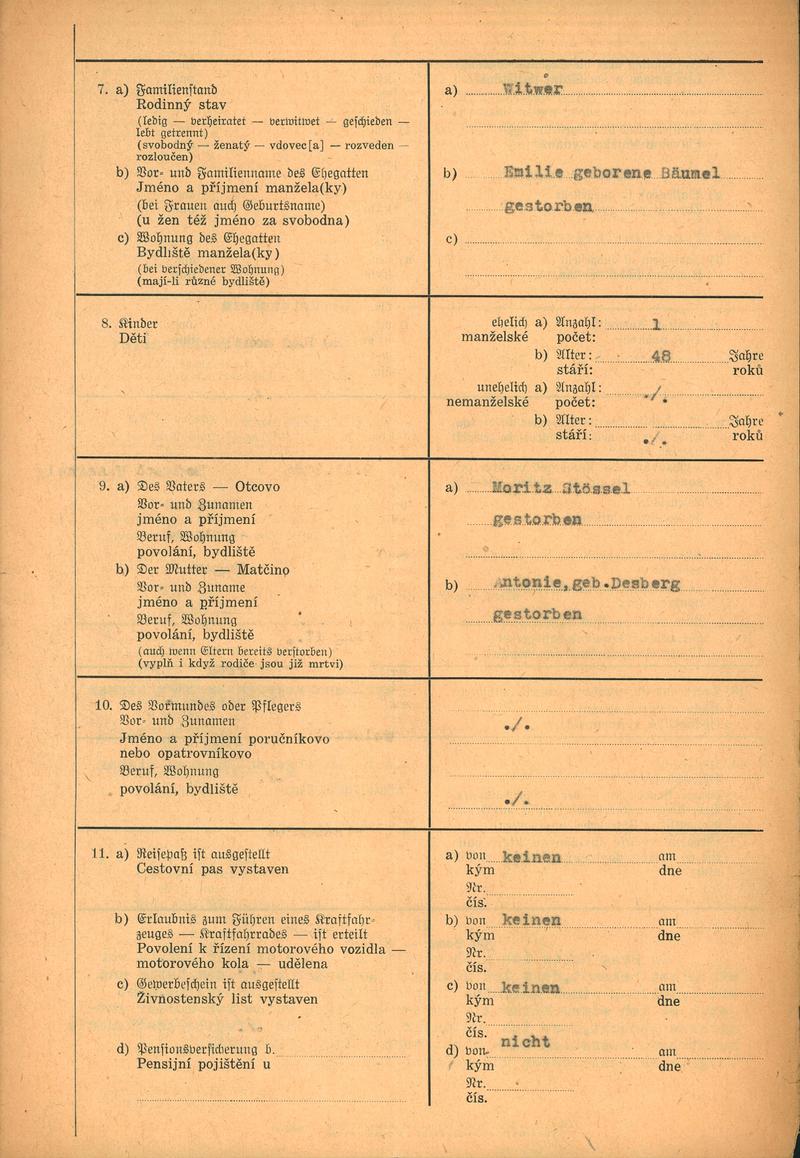 7. a) Familienstand
Rodinný stav
(ledig — verheiratet — verwitwet — geschieden —
lebt getrennt)
(svobodný — ženatý — vdovec[a] — rozveden —
rozloučen)
a) Witwer
b) Vor- und Familienname des Ehegatten
Jméno a příjmení manžela(ky)
(bei Frauen auch Geburtsname)
(u žen též jméno za svobodna)
b) Emilie geborene Bäumel
gestorben
c) Wohnung des Ehegatten
Bydliště manžela(ky)
(bei verschiedener Wohnung)
(mají-li různé bydliště)
c)
8. Kinder
Děti
ehelich a) Anzahl: 1
manželské počet:
b) Alter: 48 Jahre
stáří: roků
unehelich a) Anzahl: ./.
nemanželské počet:
b) Alter: Jahre
stáří: ./. roků
9. a) Des Vaters — Otcovo
Vor- und Zunamen
jméno a příjmení
Beruf, Wohnung
povolání, bydliště
a) Moritz Stössel
gestorben
b) Der Mutter — Matčino
Vor- und Zuname
jméno a příjmení
Beruf, Wohnung
povolání, bydliště
(auch wenn Eltern bereits verstorben)
(vyplň i když rodiče jsou již mrtvi)
b) Antonie,geb.Desberg
gestorben
10. Des Vormundes oder Pflegers
Vor- und Zunamen
Jméno a příjmení poručníkovo
nebo opatrovníkovo
Beruf, Wohnung
povolání, bydliště
./.
./.
11. a) Reisepaß ist ausgestellt
Cestovní pas vystaven
a) von keinen am
kým dne
Nr.
čís.
b) Erlaubnis zum Führen eines Kraftfahr-
zeuges — Kraftfahrrades — ist erteilt
Povolení k řízení motorového vozidla —
motorového kola — udělena
b) von keinen am
kým dne
Nr.
čís.
c) Gewerbeschein ist ausgestellt
Živnostenský list vystaven
c) von keinen am
kým dne
Nr.
čís.
d) Pensionsversicherung b.
Pensijní pojištění u
nicht
d) von am
kým dne
Nr.
čís.